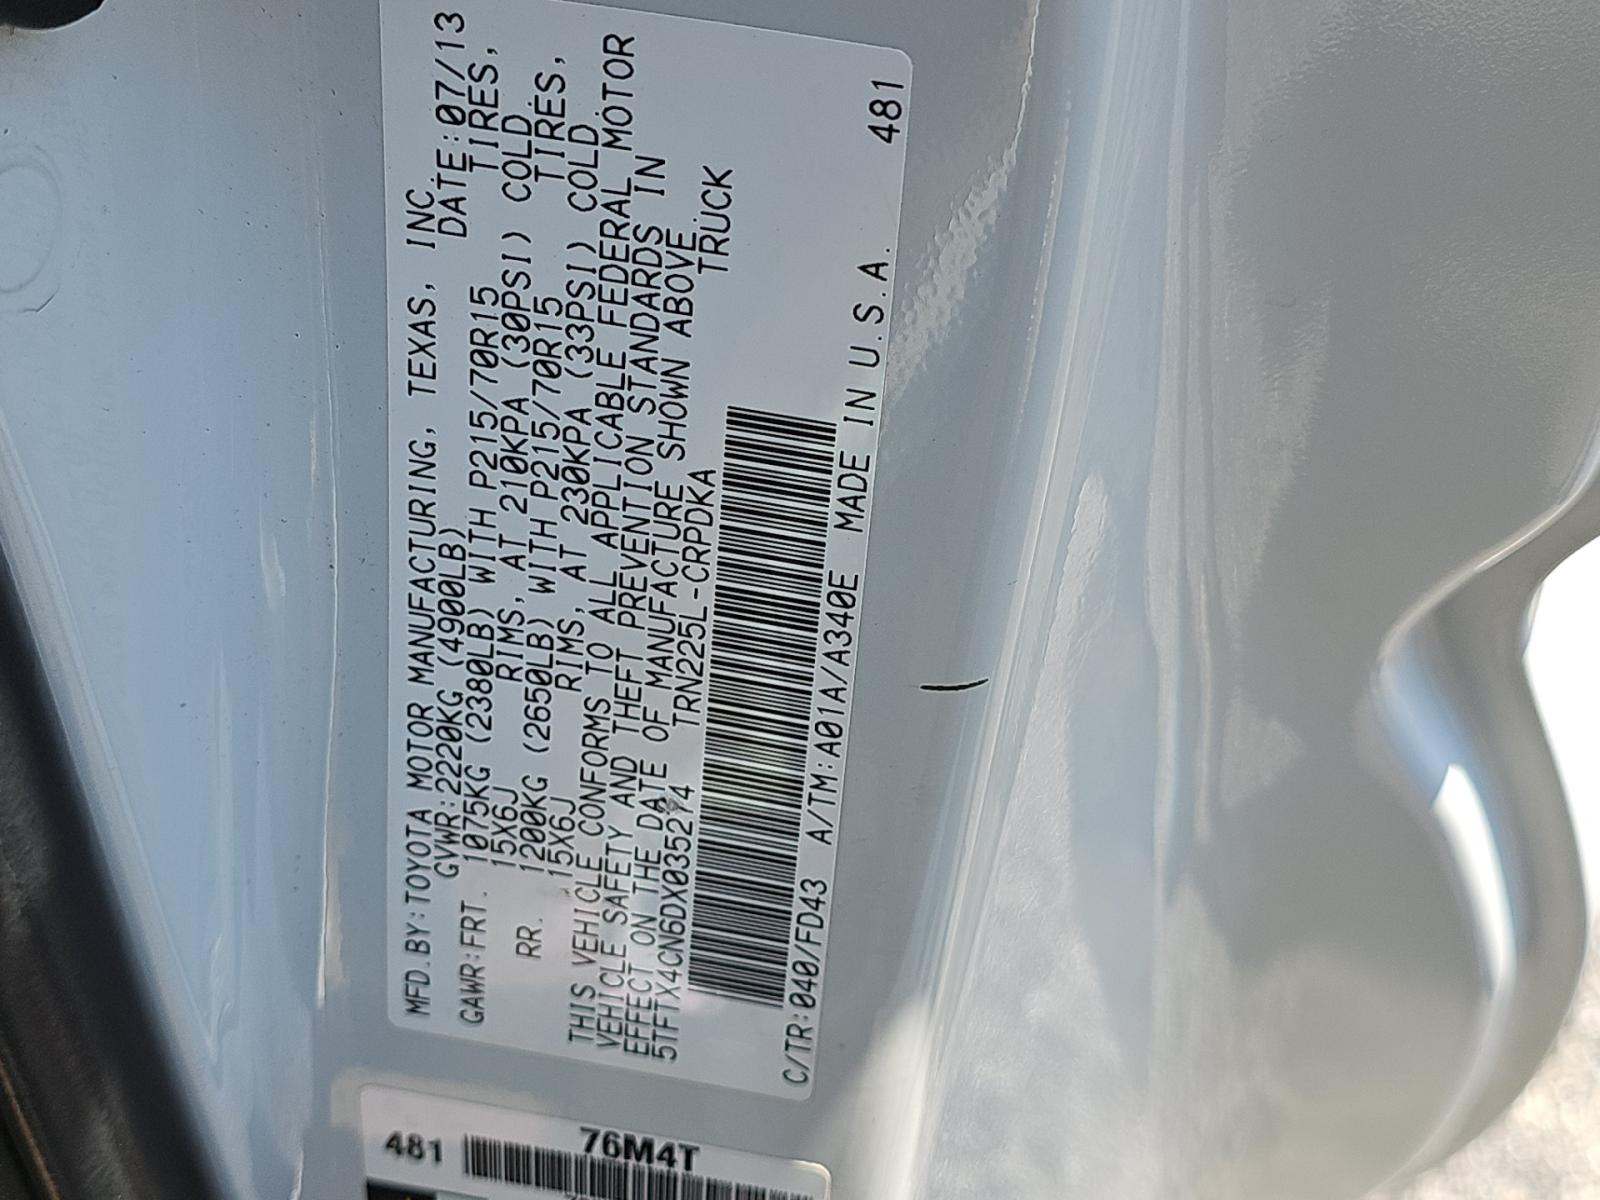 MFD.BY:TOYOTA MOTOR MANUFACTURING, TEXAS, INC.
GVWR:2220KG (4900LB) DATE:07/13
GAWR:FRT. 1075KG (2380LB) WITH P215/70R15 TIRES,
15X6J RIMS, AT 210KPA (30PSI) COLD
RR. 1200KG (2650LB) WITH P215/70R15 TIRES,
15X6J RIMS, AT 230KPA (33PSI) COLD
THIS VEHICLE CONFORMS TO ALL APPLICABLE FEDERAL MOTOR
VEHICLE SAFETY AND THEFT PREVENTION STANDARDS IN
EFFECT ON THE DATE OF MANUFACTURE SHOWN ABOVE.
5TFTX4CN6DX035274 TRN225L-CRPDKA TRUCK
C/TR:040/FD43 A/TM:A01A/A340E MADE IN U.S.A. 481
481 76M4T